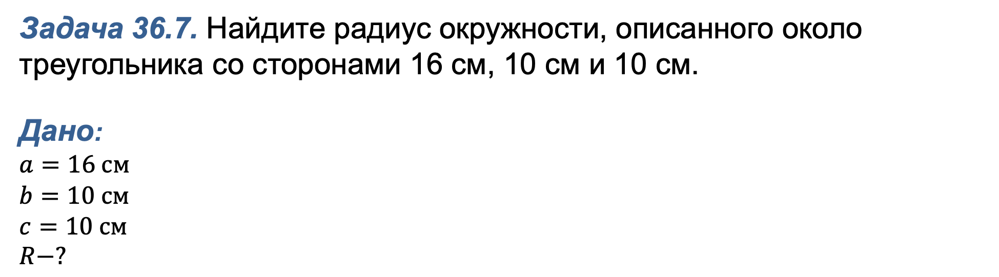 Задача 36.7. Найдите радиус окружности, описанного около
треугольника со сторонами 16 см, 10 см и 10 см.
Дано:
a = 16 см
b = 10 см
c = 10 см
R−?